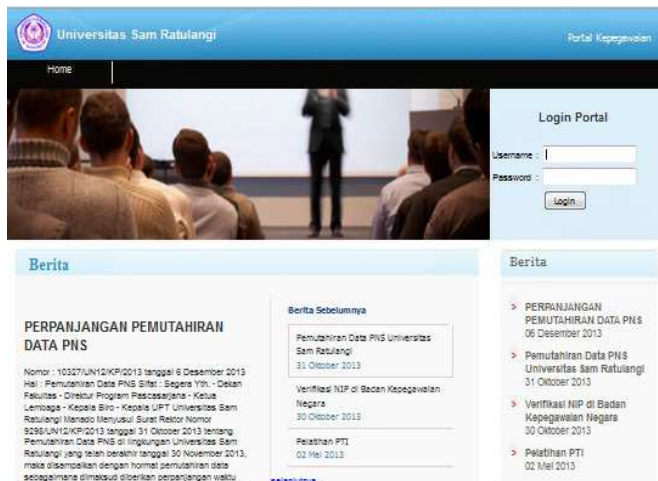 Universitas Sam Ratulangi
Portal Kepegawaian
Home
Login Portal
Username :
Password :
Login
Berita
PERPANJANGAN PEMUTAHIRAN
DATA PNS
Nomor : 10327/UN12/KP/2013 tanggal 6 Desember 2013
Hal : Pemutahiran Data PNS Sifat : Segera Yth. - Dekan
Fakultas - Direktur Program Pascasarjana - Ketua
Lembaga - Kepala Biro - Kepala UPT Universitas Sam
Ratulangi Manado Menyusul Surat Rektor Nomor
9298/UN12/KP/2013 tanggal 31 Oktober 2013 tentang
Pemutahiran Data PNS di lingkungan Universitas Sam
Ratulangi yang telah berakhir tanggal 30 November 2013,
maka disampaikan dengan hormat pemutahiran data
sebagaimana dimaksud diberikan perpanjangan waktu
Berita Sebelumnya
Pemutahiran Data PNS Universitas
Sam Ratulangi
31 Oktober 2013
Verifikasi NIP di Badan Kepegawaian
Negara
30 Oktober 2013
Pelatihan PTI
02 Mei 2013
selanjutnya
Berita
PERPANJANGAN
PEMUTAHIRAN DATA PNS
06 Desember 2013
Pemutahiran Data PNS
Universitas Sam Ratulangi
31 Oktober 2013
Verifikasi NIP di Badan
Kepegawaian Negara
30 Oktober 2013
Pelatihan PTI
02 Mei 2013